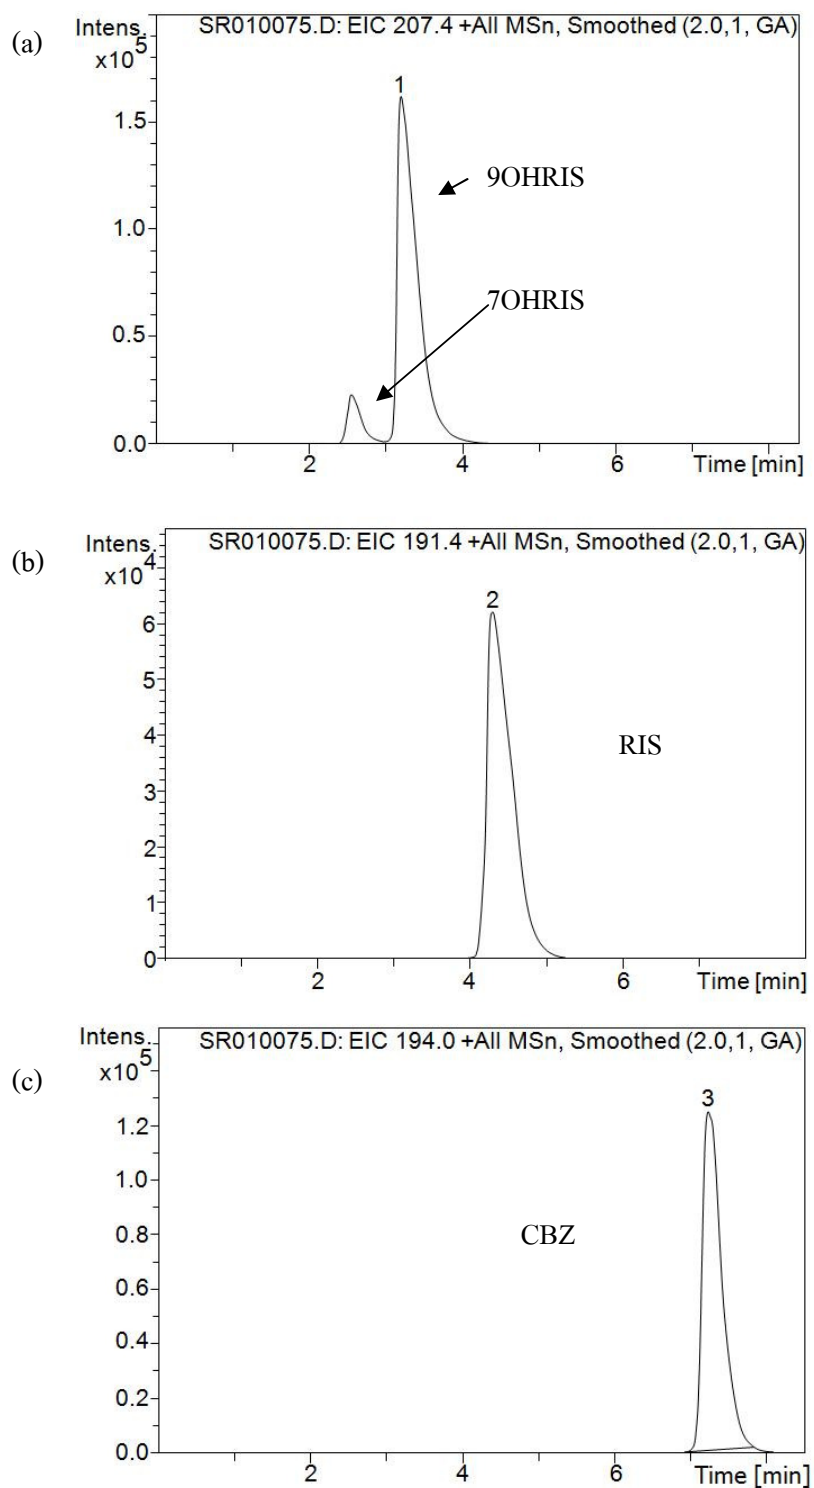 (a)
Intens.
x10^5
SR010075.D: EIC 207.4 +All MSn, Smoothed (2.0,1, GA)
1
1.5
9OHRIS
1.0
7OHRIS
0.5
0.0
2 4 6 Time [min]
(b)
Intens.
x10^4
SR010075.D: EIC 191.4 +All MSn, Smoothed (2.0,1, GA)
2
6
5
4
RIS
3
2
1
0
2 4 6 Time [min]
(c)
Intens.
x10^5
SR010075.D: EIC 194.0 +All MSn, Smoothed (2.0,1, GA)
3
1.2
1.0
0.8
CBZ
0.6
0.4
0.2
0.0
2 4 6 Time [min]